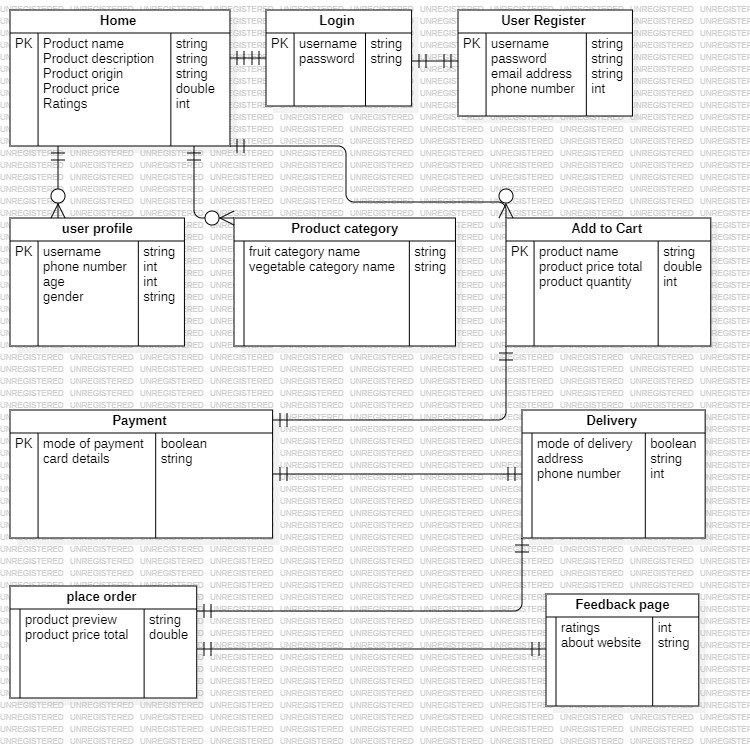 Home
PK Product name string
Product description string
Product origin string
Product price double
Ratings int
Login
PK username string
password string
User Register
PK username string
password string
email address string
phone number int
user profile
PK username string
phone number int
age int
gender string
Product category
fruit category name string
vegetable category name string
Add to Cart
PK product name string
product price total double
product quantity int
Payment
PK mode of payment boolean
card details string
Delivery
mode of delivery boolean
address string
phone number int
place order
product preview string
product price total double
Feedback page
ratings int
about website string
UNREGISTERED